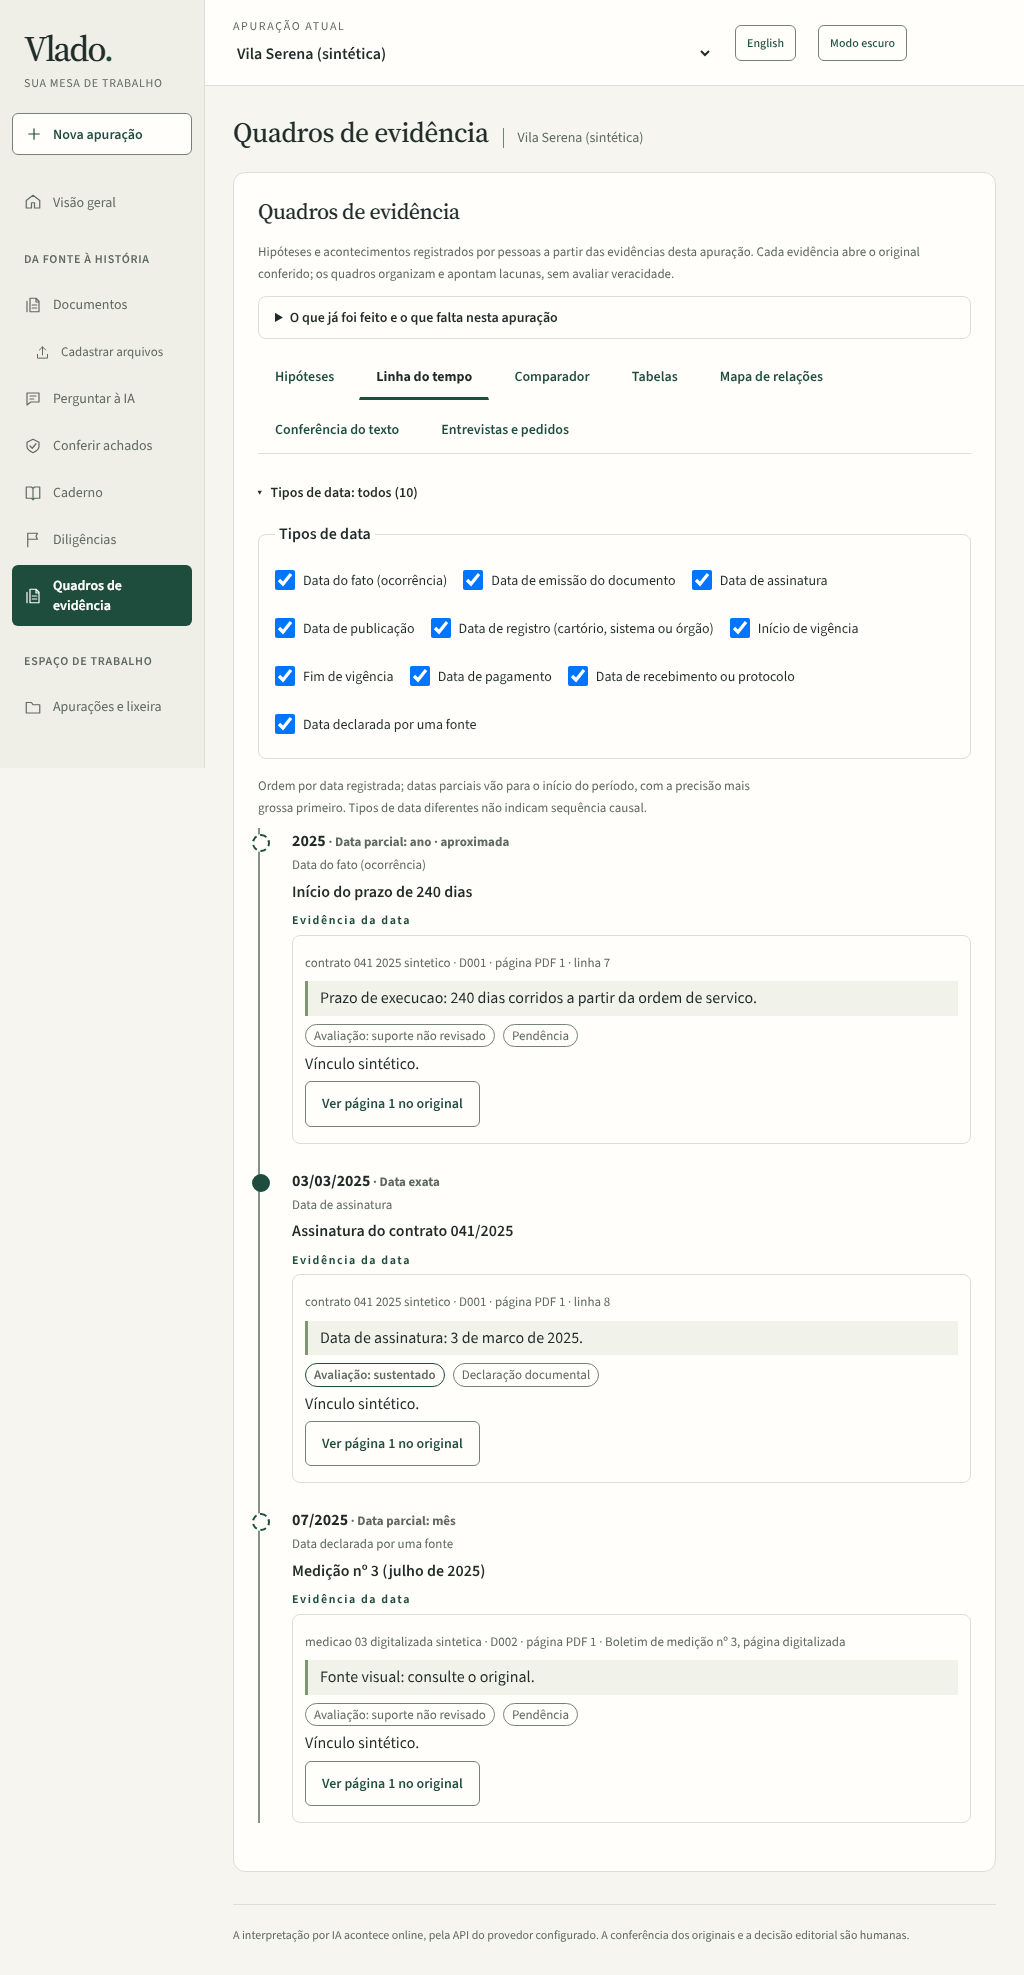 Vlado.
SUA MESA DE TRABALHO
Nova apuração
Visão geral
DA FONTE À HISTÓRIA
Documentos
Cadastrar arquivos
Perguntar à IA
Conferir achados
Caderno
Diligências
Quadros de
evidência
ESPAÇO DE TRABALHO
Apurações e lixeira
APURAÇÃO ATUAL
Vila Serena (sintética)
English
Modo escuro
Quadros de evidência
Vila Serena (sintética)
Quadros de evidência
Hipóteses e acontecimentos registrados por pessoas a partir das evidências desta apuração. Cada evidência abre o original
conferido; os quadros organizam e apontam lacunas, sem avaliar veracidade.
O que já foi feito e o que falta nesta apuração
Hipóteses Linha do tempo Comparador Tabelas Mapa de relações
Conferência do texto Entrevistas e pedidos
Tipos de data: todos (10)
Tipos de data
Data do fato (ocorrência) Data de emissão do documento Data de assinatura
Data de publicação Data de registro (cartório, sistema ou órgão) Início de vigência
Fim de vigência Data de pagamento Data de recebimento ou protocolo
Data declarada por uma fonte
Ordem por data registrada; datas parciais vão para o início do período, com a precisão mais
grossa primeiro. Tipos de data diferentes não indicam sequência causal.
2025 · Data parcial: ano · aproximada
Data do fato (ocorrência)
Início do prazo de 240 dias
Evidência da data
contrato 041 2025 sintetico · D001 · página PDF 1 · linha 7
Prazo de execucao: 240 dias corridos a partir da ordem de servico.
Avaliação: suporte não revisado Pendência
Vínculo sintético.
Ver página 1 no original
03/03/2025 · Data exata
Data de assinatura
Assinatura do contrato 041/2025
Evidência da data
contrato 041 2025 sintetico · D001 · página PDF 1 · linha 8
Data de assinatura: 3 de marco de 2025.
Avaliação: sustentado Declaração documental
Vínculo sintético.
Ver página 1 no original
07/2025 · Data parcial: mês
Data declarada por uma fonte
Medição nº 3 (julho de 2025)
Evidência da data
medicao 03 digitalizada sintetica · D002 · página PDF 1 · Boletim de medição nº 3, página digitalizada
Fonte visual: consulte o original.
Avaliação: suporte não revisado Pendência
Vínculo sintético.
Ver página 1 no original
A interpretação por IA acontece online, pela API do provedor configurado. A conferência dos originais e a decisão editorial são humanas.